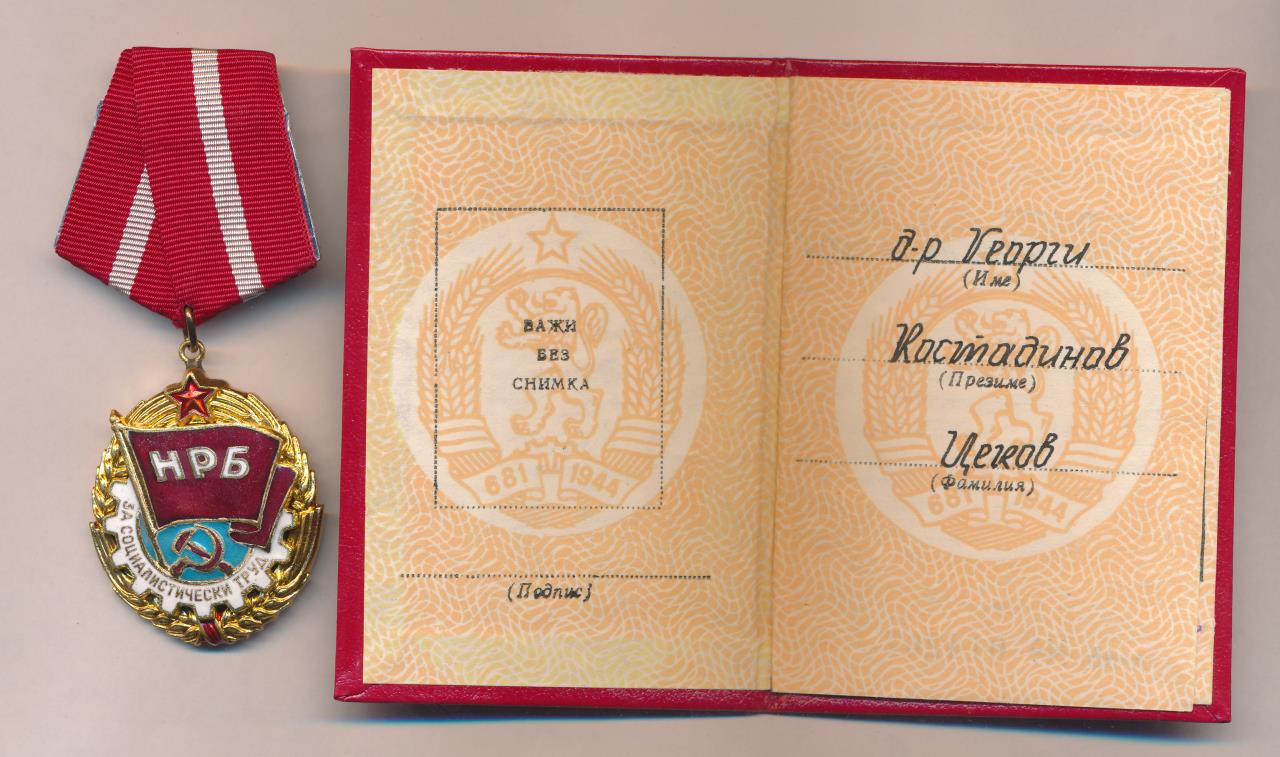 НРБ
ЗА СОЦИАЛИСТИЧЕСКИ ТРУД
681 1944
ВАЖИ
БЕЗ
СНИМКА
(Подпис)
д-р Георги
(Име)
Костадинов
(Презиме)
Цеков
(Фамилия)
681 1944